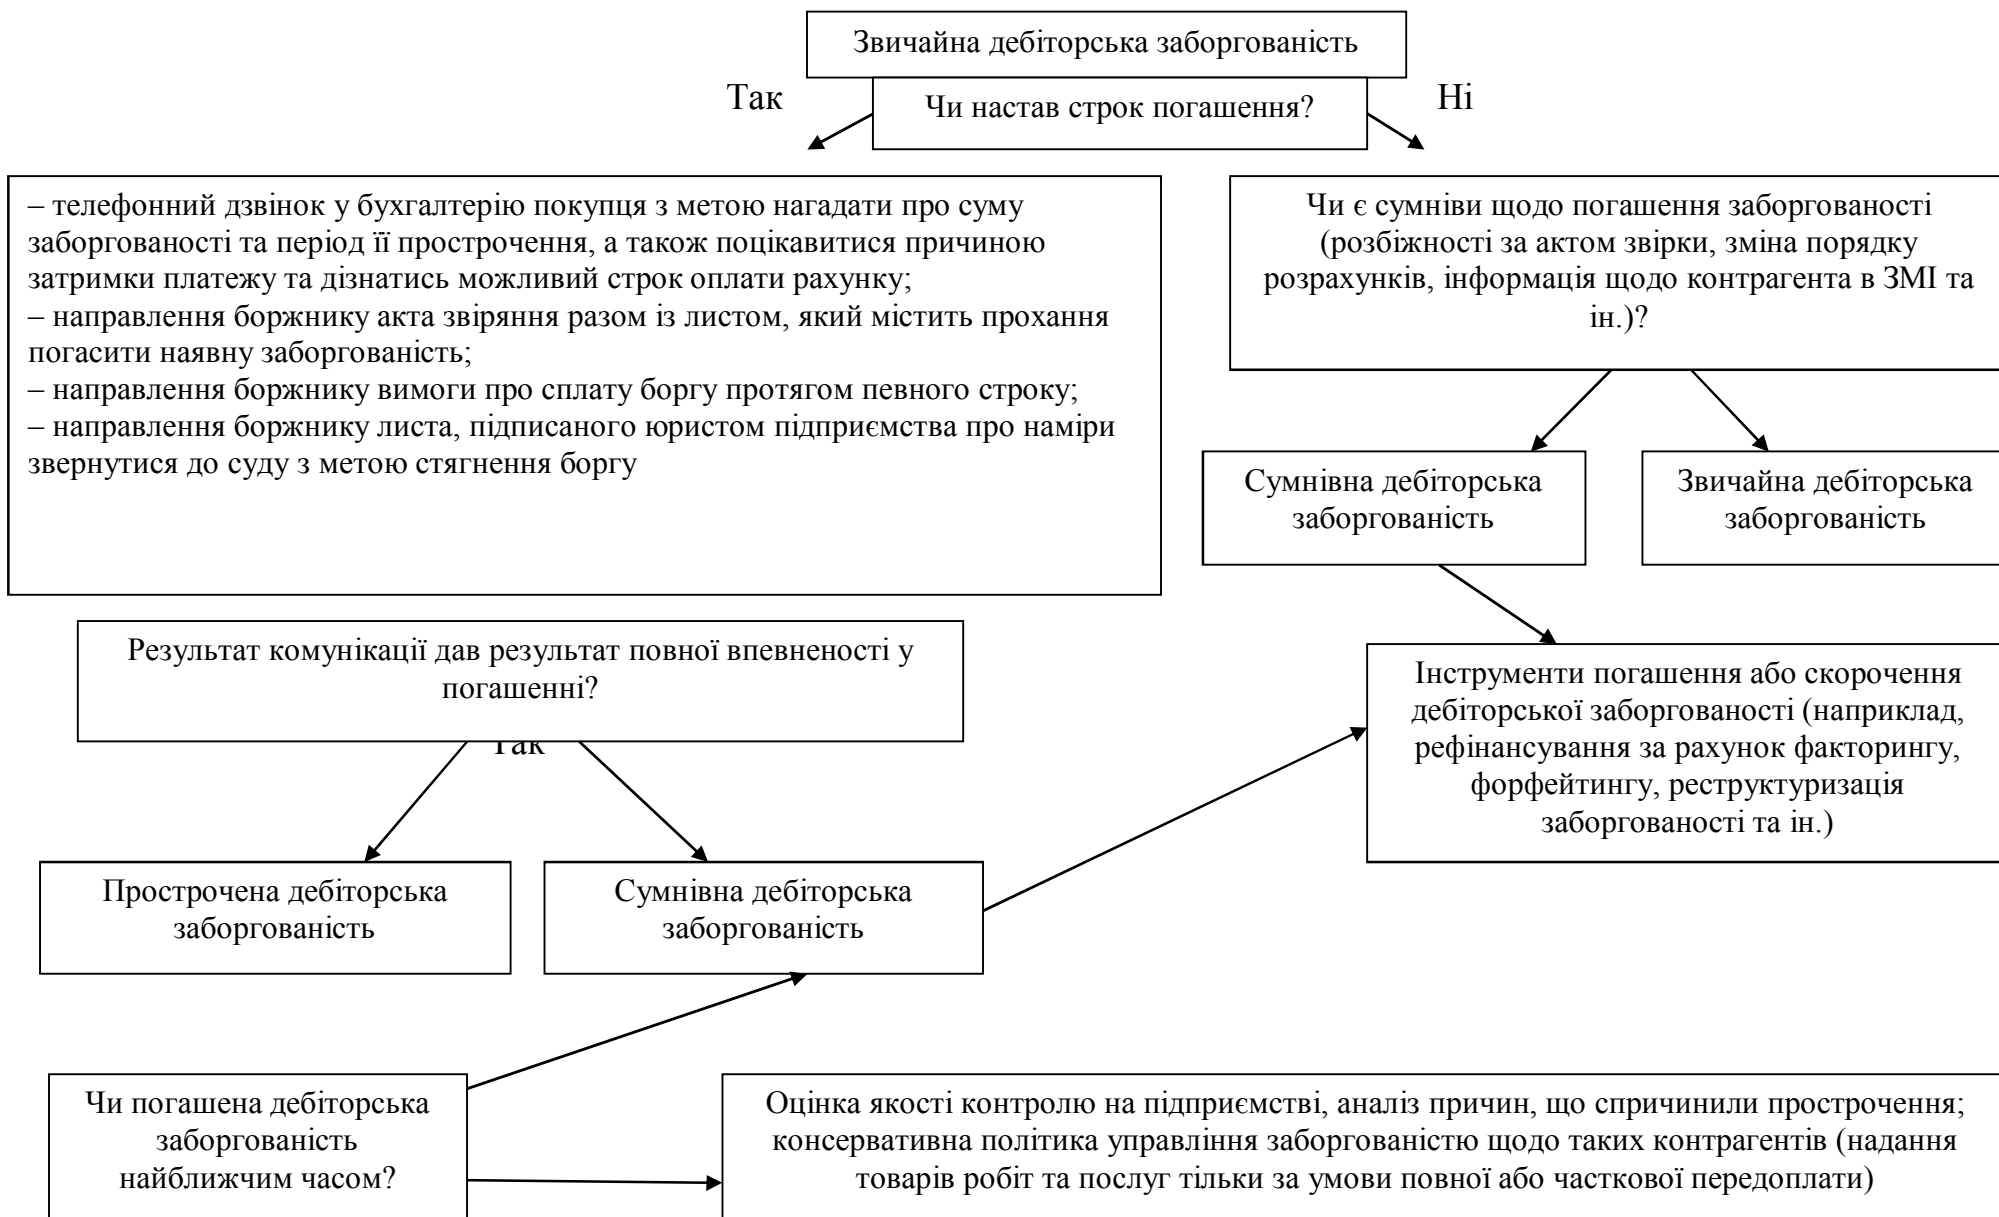 Звичайна дебіторська заборгованість
Так
Чи настав строк погашення?
Ні
– телефонний дзвінок у бухгалтерію покупця з метою нагадати про суму
заборгованості та період її прострочення, а також поцікавитися причиною
затримки платежу та дізнатись можливий строк оплати рахунку;
– направлення боржнику акта звіряння разом із листом, який містить прохання
погасити наявну заборгованість;
– направлення боржнику вимоги про сплату боргу протягом певного строку;
– направлення боржнику листа, підписаного юристом підприємства про наміри
звернутися до суду з метою стягнення боргу
Чи є сумніви щодо погашення заборгованості
(розбіжності за актом звірки, зміна порядку
розрахунків, інформація щодо контрагента в ЗМІ та
ін.)?
Сумнівна дебіторська
заборгованість
Звичайна дебіторська
заборгованість
Результат комунікації дав результат повної впевненості у
погашенні?
Так
Інструменти погашення або скорочення
дебіторської заборгованості (наприклад,
рефінансування за рахунок факторингу,
форфейтингу, реструктуризація
заборгованості та ін.)
Прострочена дебіторська
заборгованість
Сумнівна дебіторська
заборгованість
Чи погашена дебіторська
заборгованість
найближчим часом?
Оцінка якості контролю на підприємстві, аналіз причин, що спричинили прострочення;
консервативна політика управління заборгованістю щодо таких контрагентів (надання
товарів робіт та послуг тільки за умови повної або часткової передоплати)